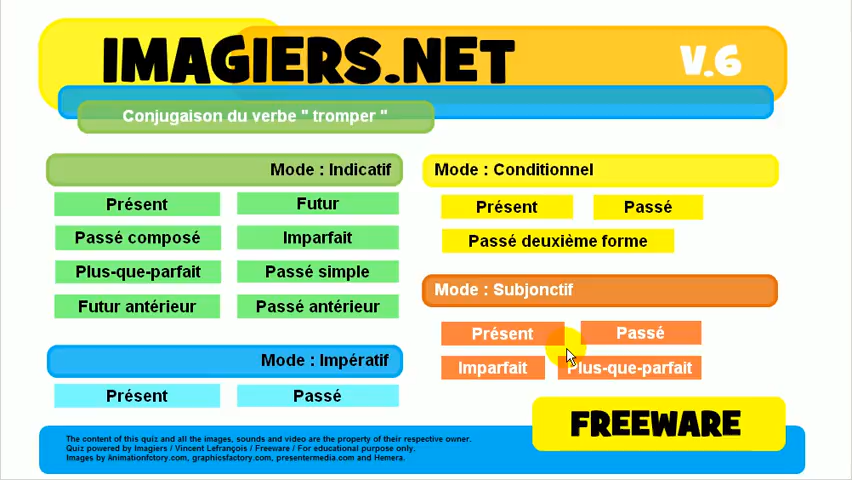 IMAGIERS.NET
V.6
Conjugaison du verbe " tromper "
Mode : Indicatif
Présent
Futur
Passé composé
Imparfait
Plus-que-parfait
Passé simple
Futur antérieur
Passé antérieur
Mode : Impératif
Présent
Passé
Mode : Conditionnel
Présent
Passé
Passé deuxième forme
Mode : Subjonctif
Présent
Passé
Imparfait
Plus-que-parfait
FREEWARE
The content of this quiz and all the images, sounds and video are the property of their respective owner.
Quiz powered by Imagiers / Vincent Lefrançois / Freeware / For educational purpose only.
Images by Animationfctory.com, graphicsfactory.com, presentermedia.com and Hemera.